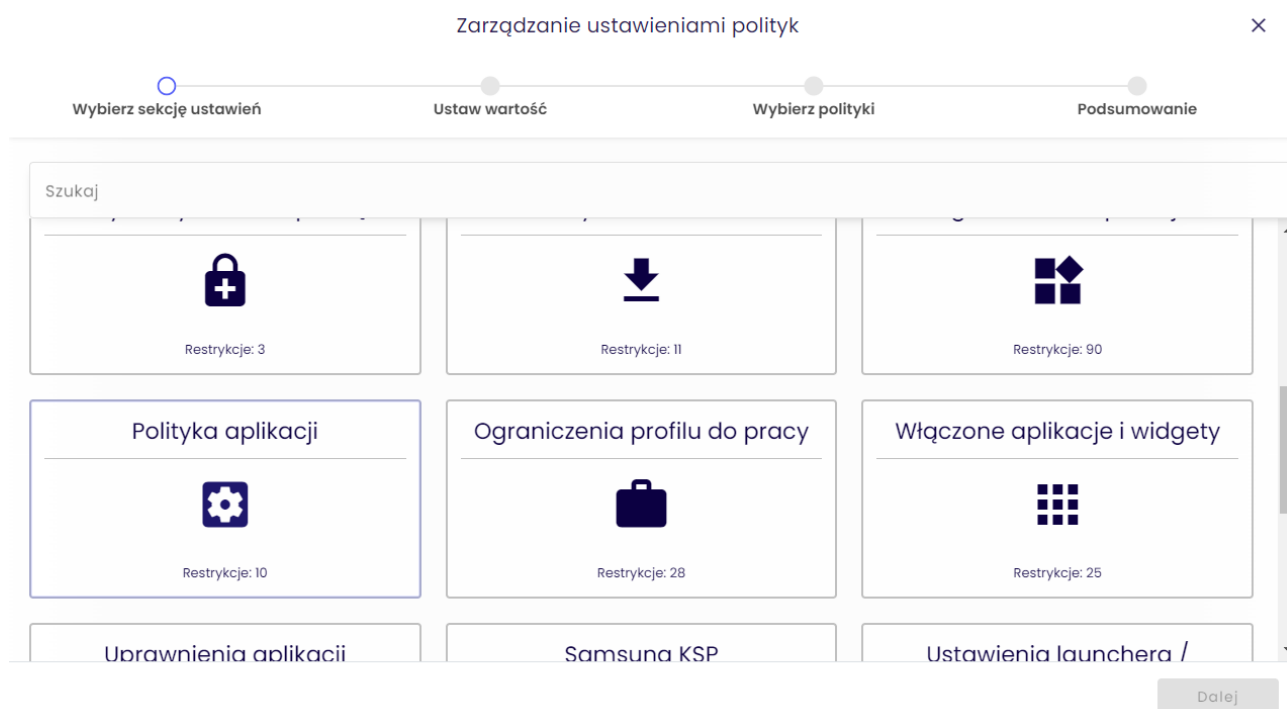 Zarządzanie ustawieniami polityk
Wybierz sekcję ustawień
Ustaw wartość
Wybierz polityki
Podsumowanie
Szukaj
Restrykcje: 3
Restrykcje: 11
Restrykcje: 90
Polityka aplikacji
Ograniczenia profilu do pracy
Włączone aplikacje i widgety
Restrykcje: 10
Restrykcje: 28
Restrykcje: 25
Uprawnienia aplikacji
Samsung KSP
Ustawienia launchera /
Dalej